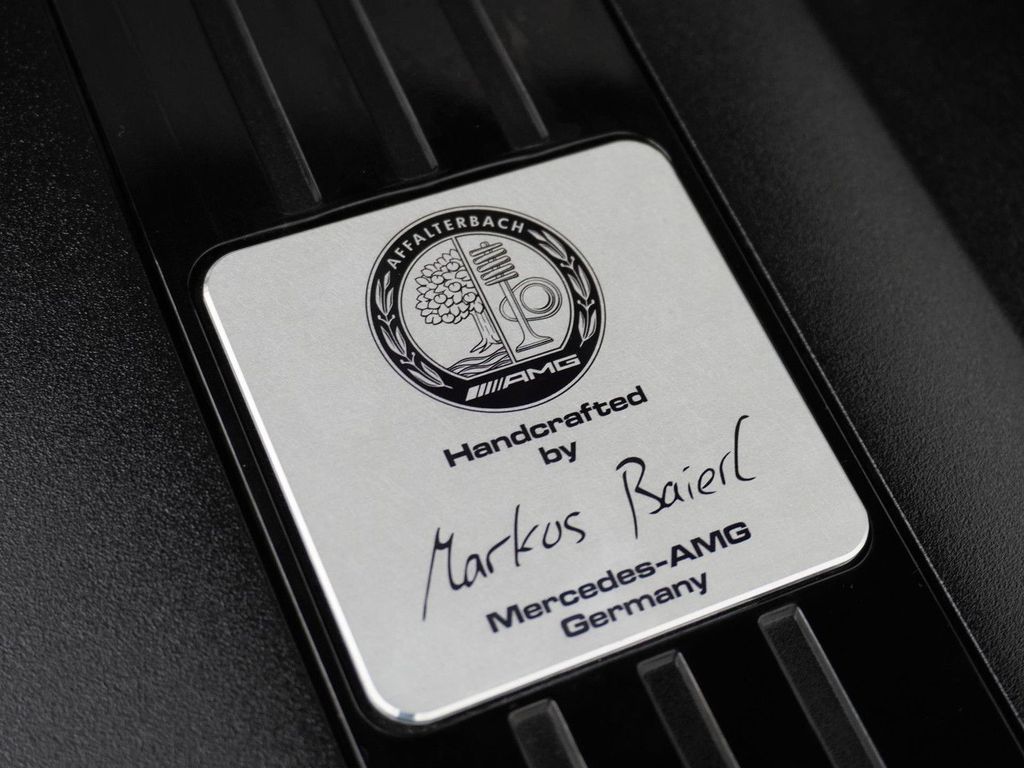 AFFALTERBACH
AMG
Handcrafted
by
Markus Baierl
Mercedes-AMG
Germany